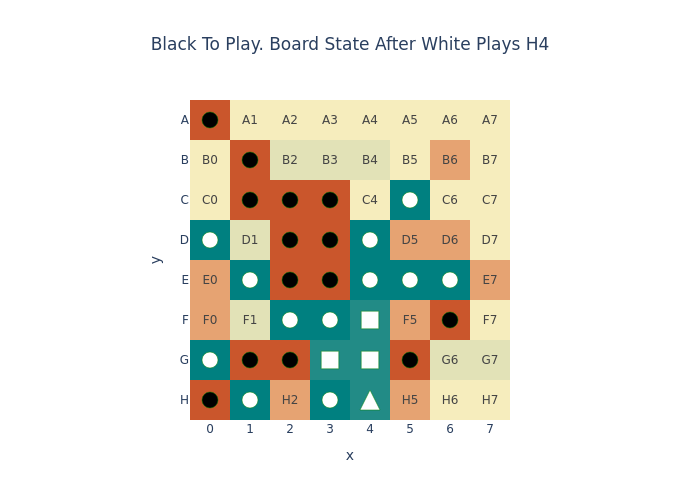 Black To Play. Board State After White Plays H4
A A1 A2 A3 A4 A5 A6 A7
B B0 B2 B3 B4 B5 B6 B7
C C0 C4 C6 C7
D D1 D5 D6 D7
y
E E0 E7
F F0 F1 F5 F7
G G6 G7
H H2 H5 H6 H7
0 1 2 3 4 5 6 7
x